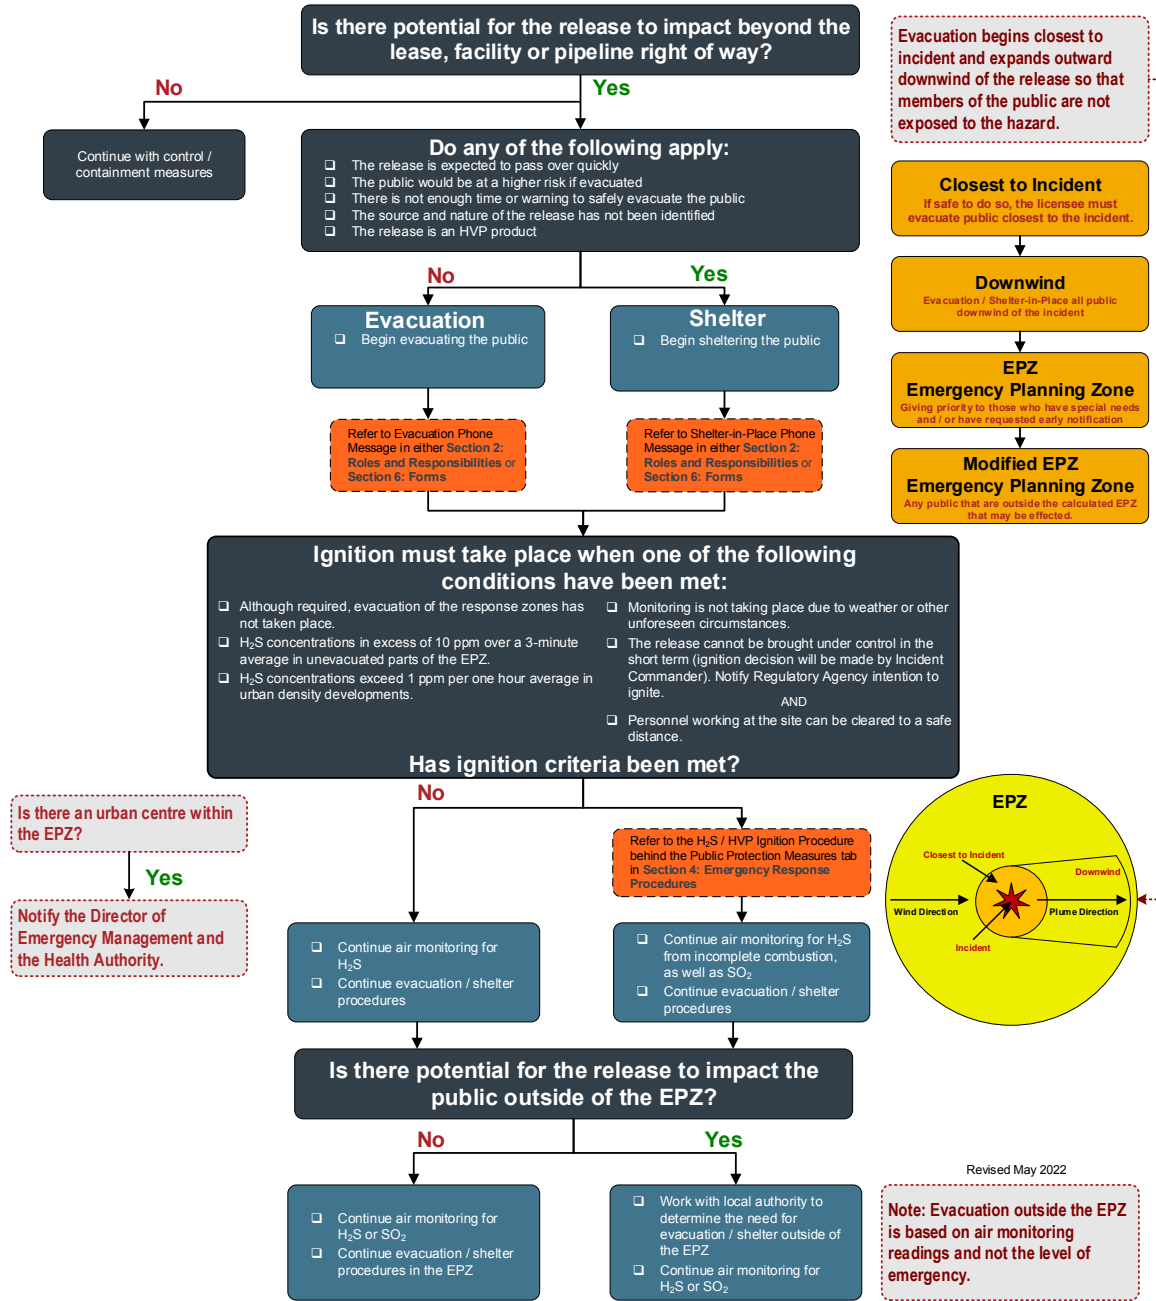 Is there potential for the release to impact beyond the
lease, facility or pipeline right of way?
No
Yes
Continue with control /
containment measures
Do any of the following apply:
❑ The release is expected to pass over quickly
❑ The public would be at a higher risk if evacuated
❑ There is not enough time or warning to safely evacuate the public
❑ The source and nature of the release has not been identified
❑ The release is an HVP product
No
Yes
Evacuation
❑ Begin evacuating the public
Shelter
❑ Begin sheltering the public
Refer to Evacuation Phone
Message in either Section 2:
Roles and Responsibilities or
Section 6: Forms
Refer to Shelter-in-Place Phone
Message in either Section 2:
Roles and Responsibilities or
Section 6: Forms
Evacuation begins closest to
incident and expands outward
downwind of the release so that
members of the public are not
exposed to the hazard.
Closest to Incident
If safe to do so, the licensee must
evacuate public closest to the incident.
Downwind
Evacuation / Shelter-in-Place all public
downwind of the incident
EPZ
Emergency Planning Zone
Giving priority to those who have special needs
and / or have requested early notification
Modified EPZ
Emergency Planning Zone
Any public that are outside the calculated EPZ
that may be effected.
Ignition must take place when one of the following
conditions have been met:
❑ Although required, evacuation of the response zones has
not taken place.
❑ H₂S concentrations in excess of 10 ppm over a 3-minute
average in unevacuated parts of the EPZ.
❑ H₂S concentrations exceed 1 ppm per one hour average in
urban density developments.
❑ Monitoring is not taking place due to weather or other
unforeseen circumstances.
❑ The release cannot be brought under control in the
short term (ignition decision will be made by Incident
Commander). Notify Regulatory Agency intention to
ignite.
AND
❑ Personnel working at the site can be cleared to a safe
distance.
Has ignition criteria been met?
No
Is there an urban centre within
the EPZ?
Yes
Notify the Director of
Emergency Management and
the Health Authority.
Refer to the H₂S / HVP Ignition Procedure
behind the Public Protection Measures tab
in Section 4: Emergency Response
Procedures
❑ Continue air monitoring for
H₂S
❑ Continue evacuation / shelter
procedures
❑ Continue air monitoring for H₂S
from incomplete combustion,
as well as SO₂
❑ Continue evacuation / shelter
procedures
EPZ
Closest to Incident
Downwind
Wind Direction
Plume Direction
Incident
Is there potential for the release to impact the
public outside of the EPZ?
No
Yes
❑ Continue air monitoring for
H₂S or SO₂
❑ Continue evacuation / shelter
procedures in the EPZ
❑ Work with local authority to
determine the need for
evacuation / shelter outside of
the EPZ
❑ Continue air monitoring for
H₂S or SO₂
Revised May 2022
Note: Evacuation outside the EPZ
is based on air monitoring
readings and not the level of
emergency.